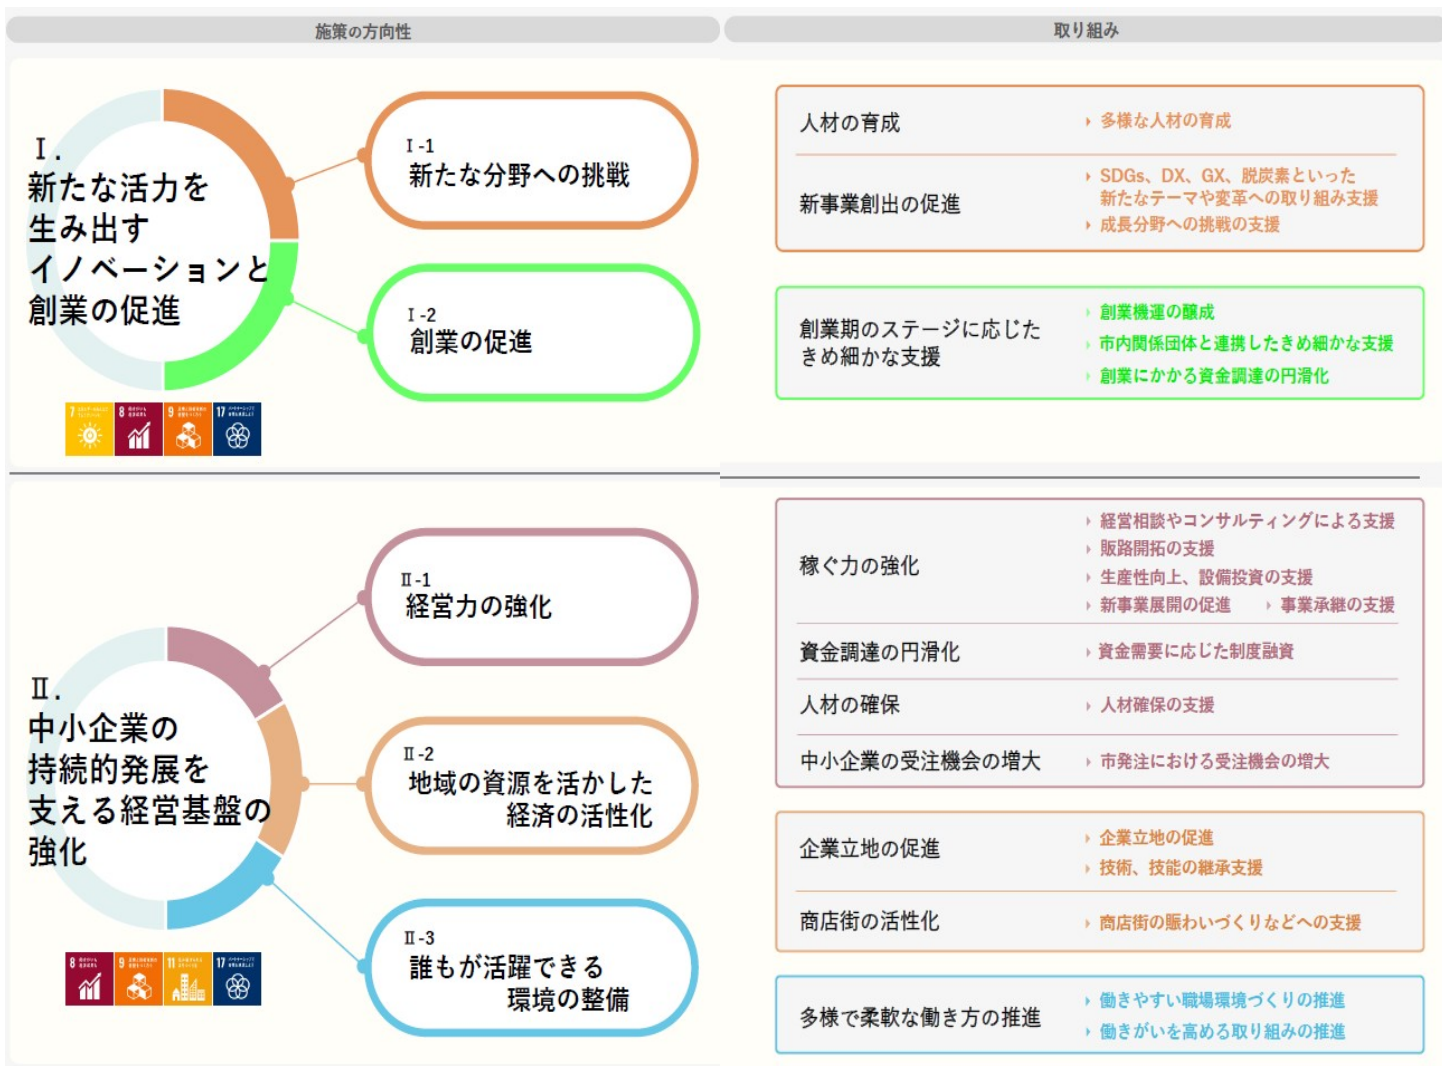 施策の方向性
取り組み
Ⅰ.
新たな活力を
生み出す
イノベーションと
創業の促進
7
8
9
17
Ⅰ-1
新たな分野への挑戦
Ⅰ-2
創業の促進
人材の育成
多様な人材の育成
新事業創出の促進
SDGs、DX、GX、脱炭素といった
新たなテーマや変革への取り組み支援
成長分野への挑戦の支援
創業期のステージに応じた
きめ細かな支援
創業機運の醸成
市内関係団体と連携したきめ細かな支援
創業にかかる資金調達の円滑化
Ⅱ.
中小企業の
持続的発展を
支える経営基盤の
強化
8
9
11
17
Ⅱ-1
経営力の強化
Ⅱ-2
地域の資源を活かした
経済の活性化
Ⅱ-3
誰もが活躍できる
環境の整備
稼ぐ力の強化
経営相談やコンサルティングによる支援
販路開拓の支援
生産性向上、設備投資の支援
新事業展開の促進 事業承継の支援
資金調達の円滑化
資金需要に応じた制度融資
人材の確保
人材確保の支援
中小企業の受注機会の増大
市発注における受注機会の増大
企業立地の促進
企業立地の促進
技術、技能の継承支援
商店街の活性化
商店街の賑わいづくりなどへの支援
多様で柔軟な働き方の推進
働きやすい職場環境づくりの推進
働きがいを高める取り組みの推進